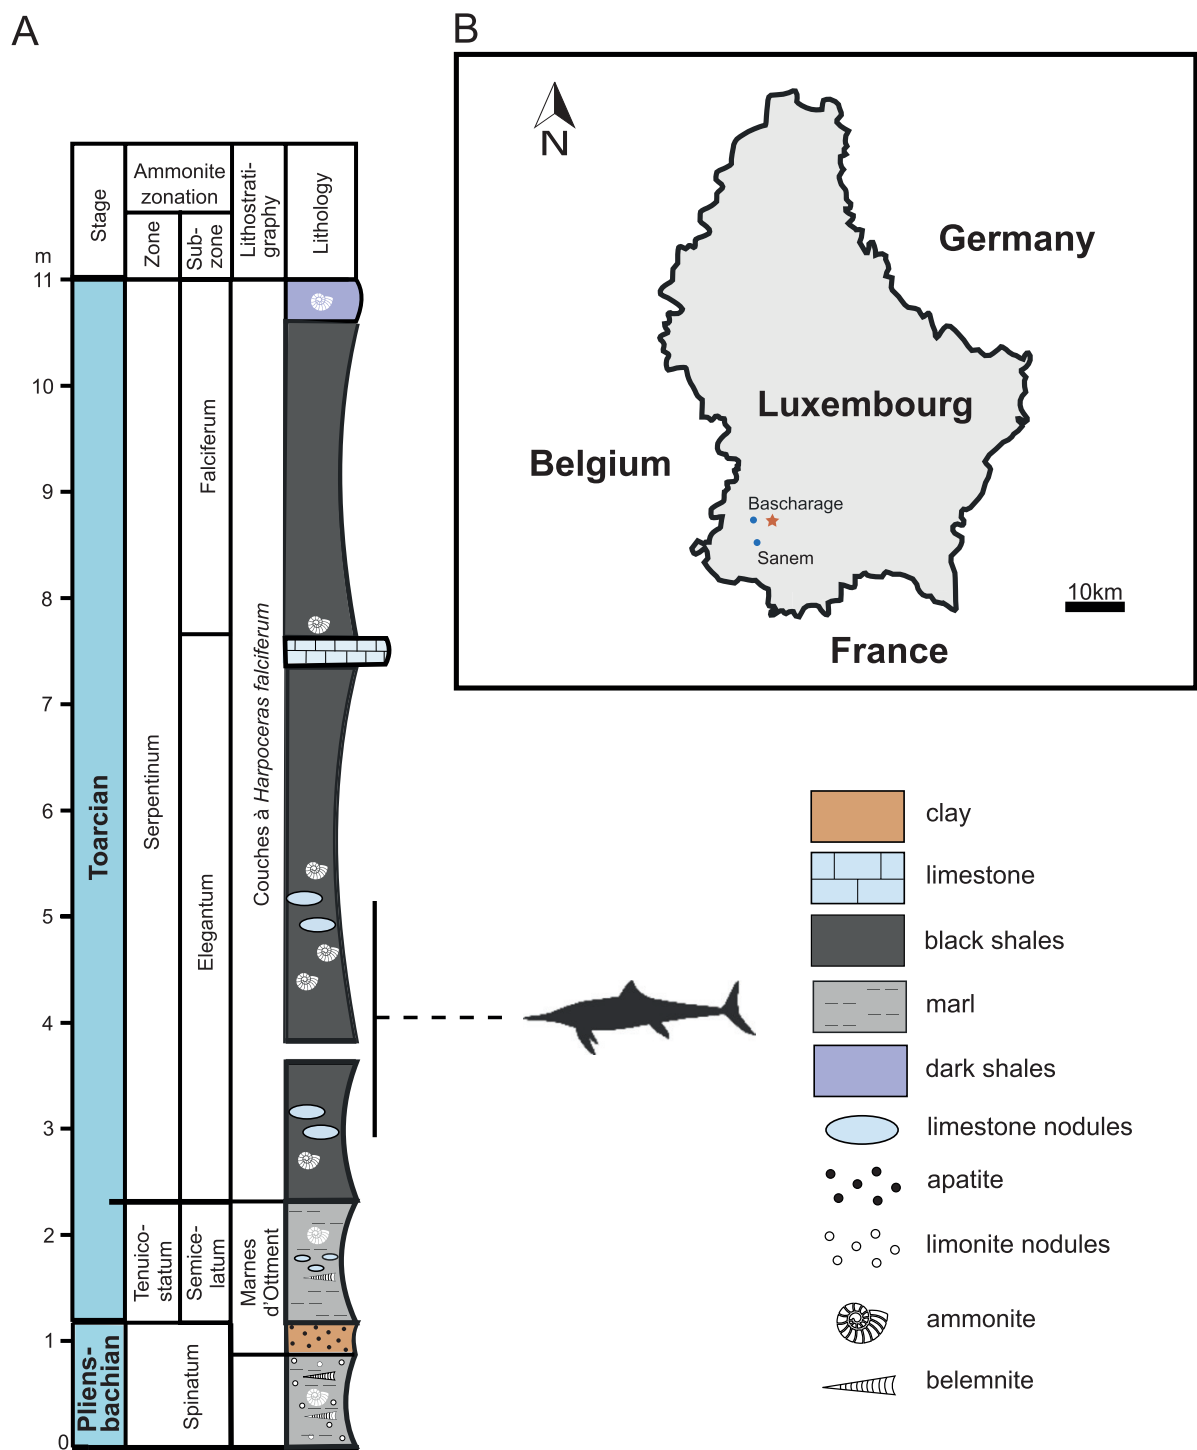 A
Stage
Ammonite
zonation
Zone
Sub-
zone
Lithostrati-
graphy
Lithology
m
11
10
9
8
7
6
5
4
3
2
1
0
Toarcian
Pliens-
bachian
Serpentinum
Tenuico-
statum
Spinatum
Falciferum
Elegantum
Semice-
latum
Couches à Harpoceras falciferum
Marnes
d'Ottment
B
N
Germany
Luxembourg
Belgium
Bascharage
Sanem
10km
France
clay
limestone
black shales
marl
dark shales
limestone nodules
apatite
limonite nodules
ammonite
belemnite